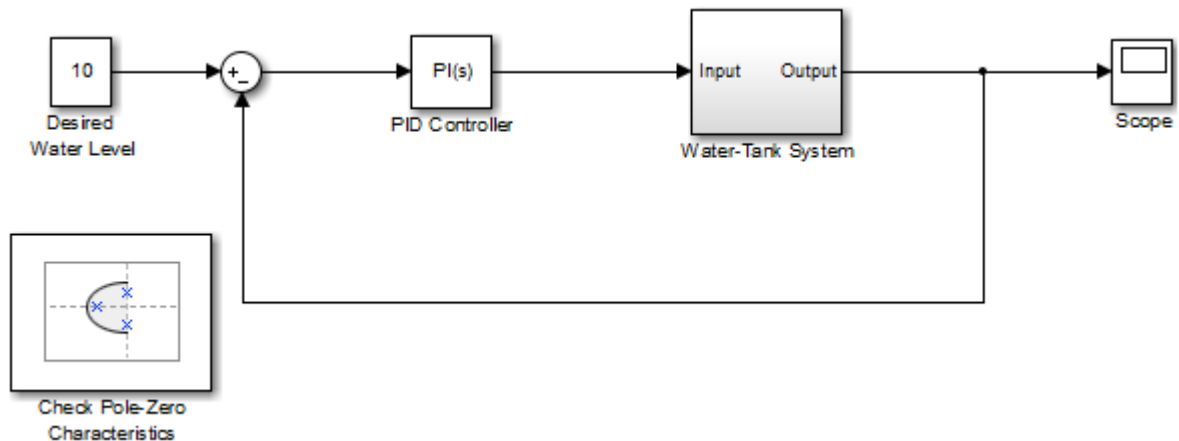 10
Desired
Water Level
+
−
PI(s)
PID Controller
Input
Output
Water-Tank System
Scope
Check Pole-Zero
Characteristics